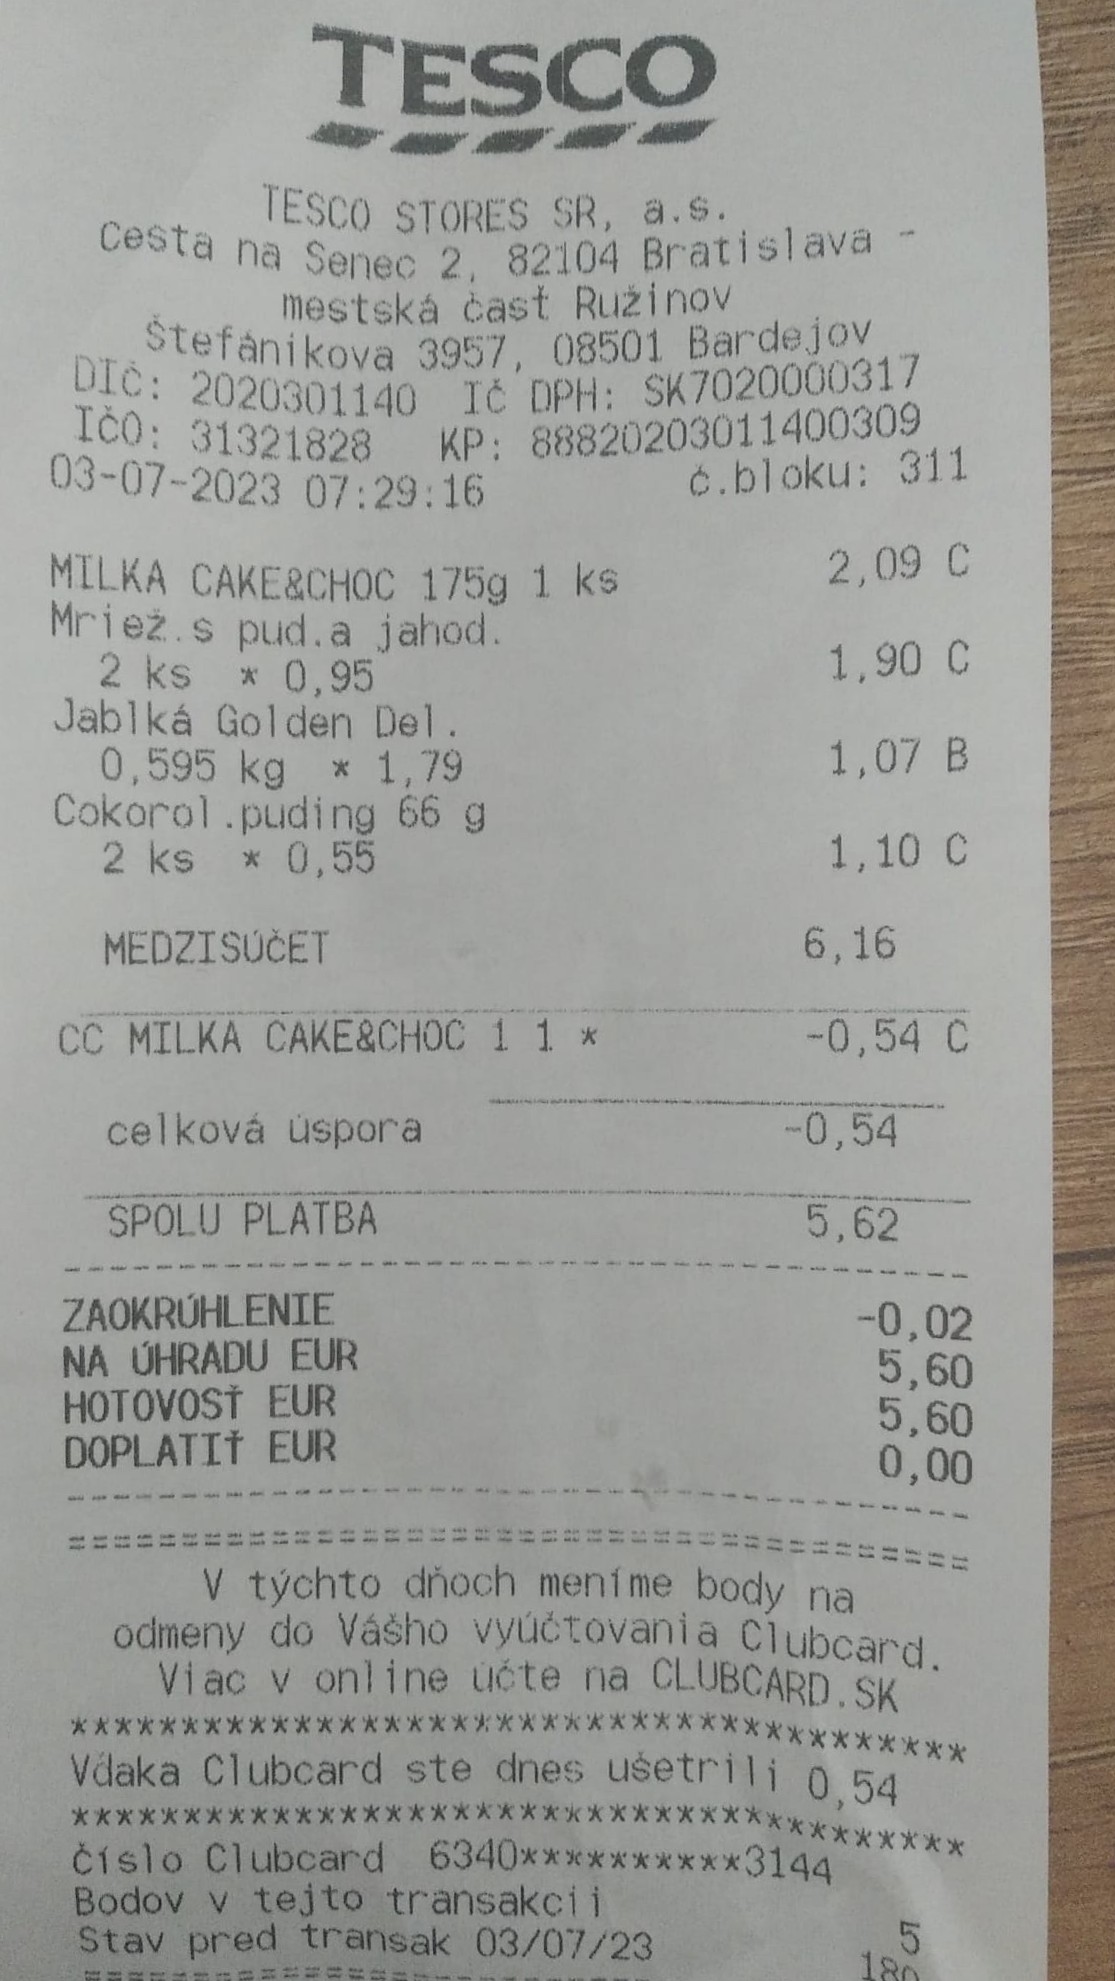 TESCO
TESCO STORES SR, a.s.
Cesta na Senec 2, 82104 Bratislava -
mestská časť Ružinov
Štefánikova 3957, 08501 Bardejov
DIČ: 2020301140 IČ DPH: SK7020000317
IČO: 31321828 KP: 88820203011400309
03-07-2023 07:29:16 č.bloku: 311
MILKA CAKE&CHOC 175g 1 ks 2,09 C
Mriež.s pud.a jahod.
2 ks * 0,95 1,90 C
Jablká Golden Del.
0,595 kg * 1,79 1,07 B
Cokorol.puding 66 g
2 ks * 0,55 1,10 C
MEDZISÚČET 6,16
CC MILKA CAKE&CHOC 1 1 * -0,54 C
celková úspora -0,54
SPOLU PLATBA 5,62
ZAOKRÚHLENIE -0,02
NA ÚHRADU EUR 5,60
HOTOVOSŤ EUR 5,60
DOPLATIŤ EUR 0,00
V týchto dňoch meníme body na
odmeny do Vášho vyúčtovania Clubcard.
Viac v online účte na CLUBCARD.SK
****************************************
Vďaka Clubcard ste dnes ušetrili 0,54
****************************************
Číslo Clubcard 6340**********3144
Bodov v tejto transakcii 5
Stav pred transak 03/07/23